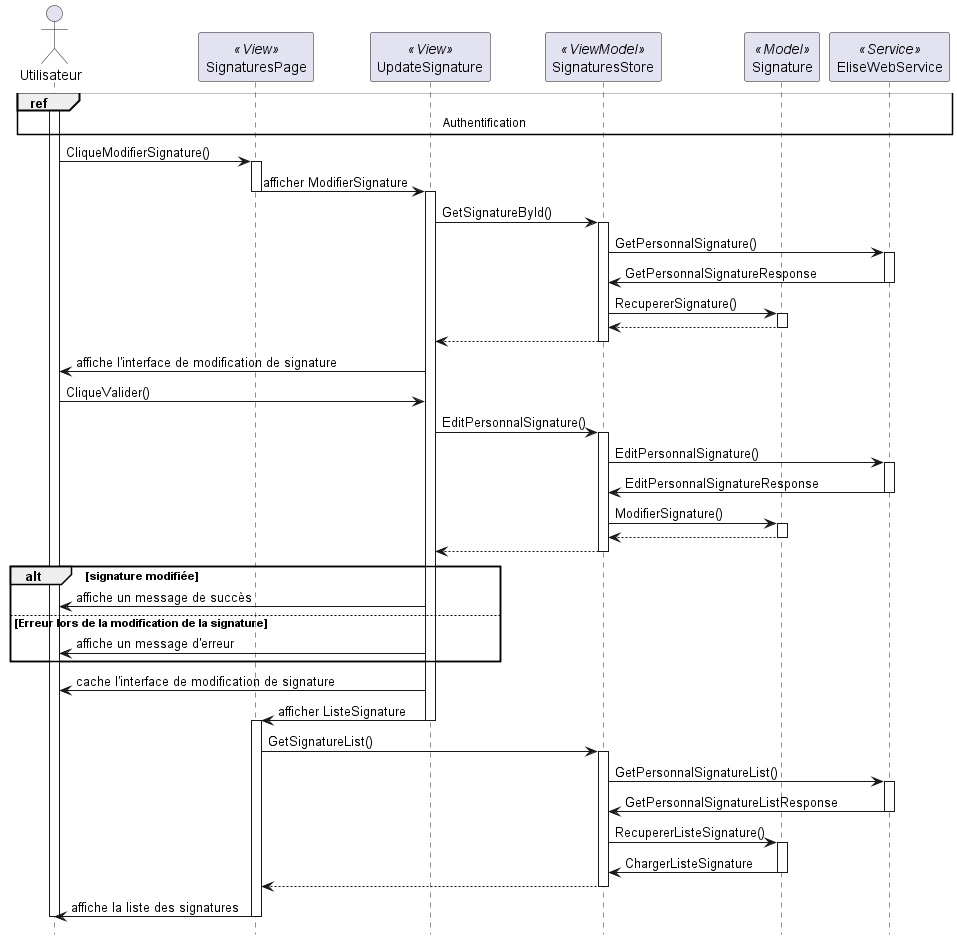 «View» «View» «ViewModel» «Model» «Service»
Utilisateur SignaturesPage UpdateSignature SignaturesStore Signature EliseWebService
ref
Authentification
CliqueModifierSignature()
afficher ModifierSignature
GetSignatureById()
GetPersonnalSignature()
GetPersonnalSignatureResponse
RecupererSignature()
affiche l'interface de modification de signature
CliqueValider()
EditPersonnalSignature()
EditPersonnalSignature()
EditPersonnalSignatureResponse
ModifierSignature()
alt [signature modifiée]
affiche un message de succès
[Erreur lors de la modification de la signature]
affiche un message d'erreur
cache l'interface de modification de signature
afficher ListeSignature
GetSignatureList()
GetPersonnalSignatureList()
GetPersonnalSignatureListResponse
RecupererListeSignature()
ChargerListeSignature
affiche la liste des signatures